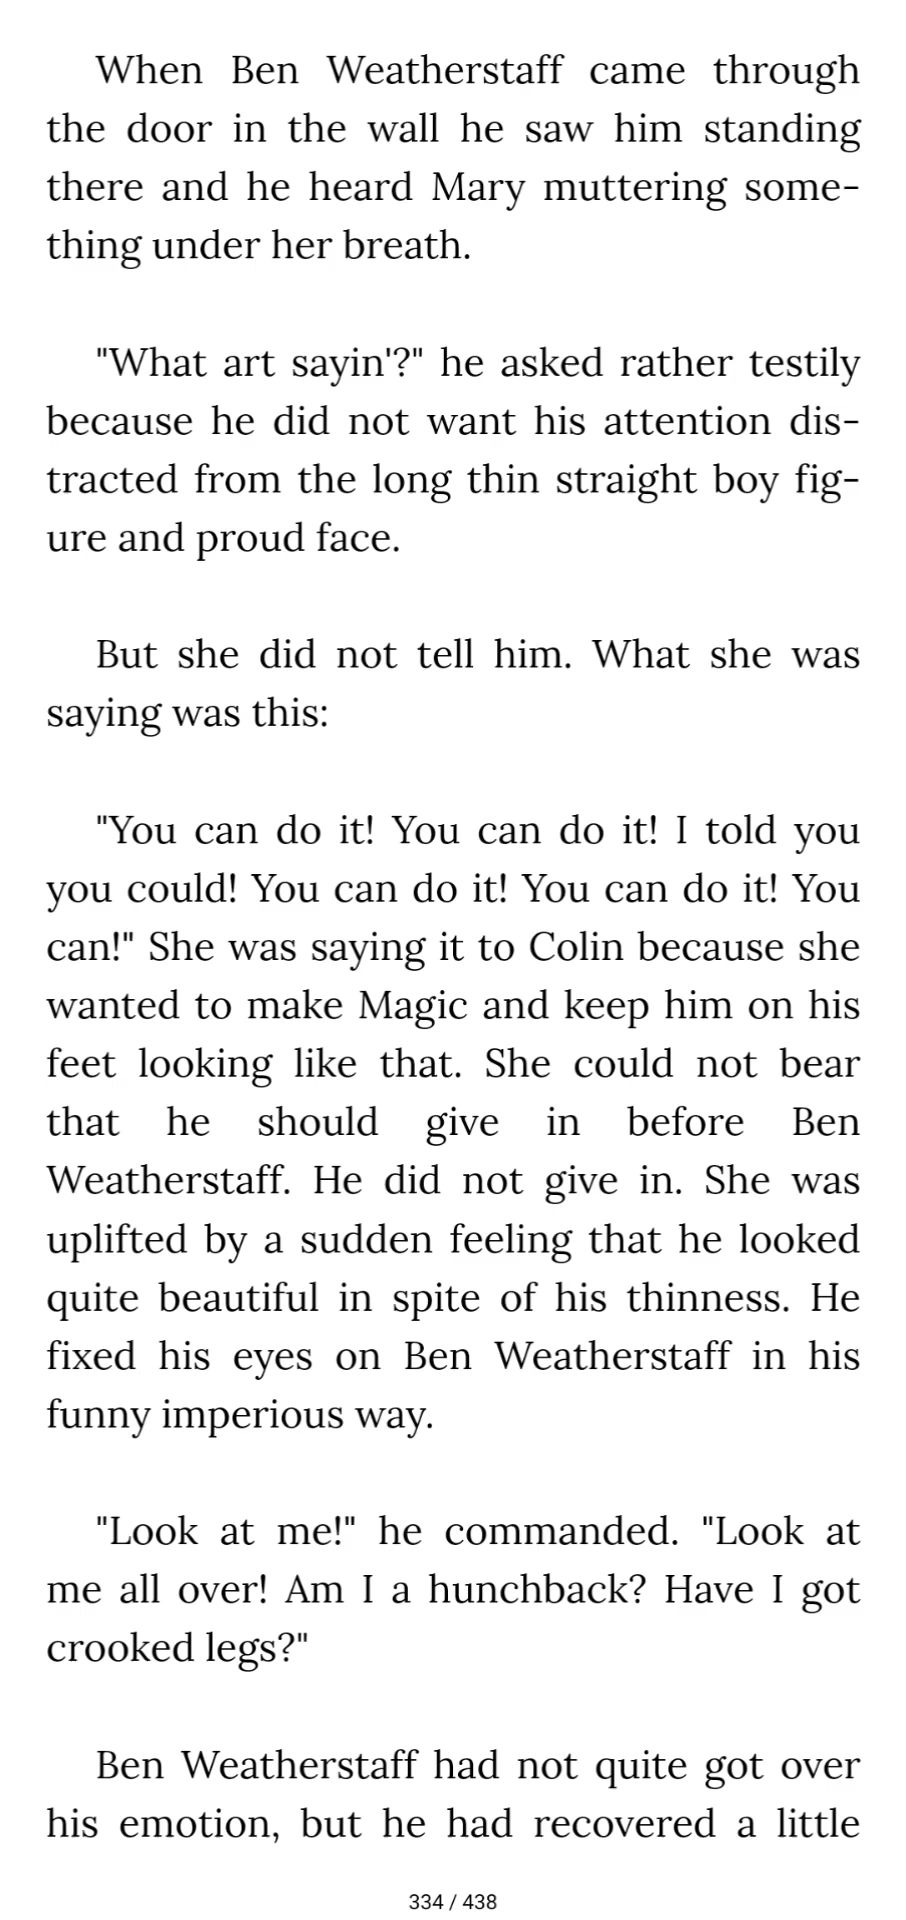 When Ben Weatherstaff came through
the door in the wall he saw him standing
there and he heard Mary muttering some-
thing under her breath.
"What art sayin'?" he asked rather testily
because he did not want his attention dis-
tracted from the long thin straight boy fig-
ure and proud face.
But she did not tell him. What she was
saying was this:
"You can do it! You can do it! I told you
you could! You can do it! You can do it! You
can!" She was saying it to Colin because she
wanted to make Magic and keep him on his
feet looking like that. She could not bear
that he should give in before Ben
Weatherstaff. He did not give in. She was
uplifted by a sudden feeling that he looked
quite beautiful in spite of his thinness. He
fixed his eyes on Ben Weatherstaff in his
funny imperious way.
"Look at me!" he commanded. "Look at
me all over! Am I a hunchback? Have I got
crooked legs?"
Ben Weatherstaff had not quite got over
his emotion, but he had recovered a little
334 / 438